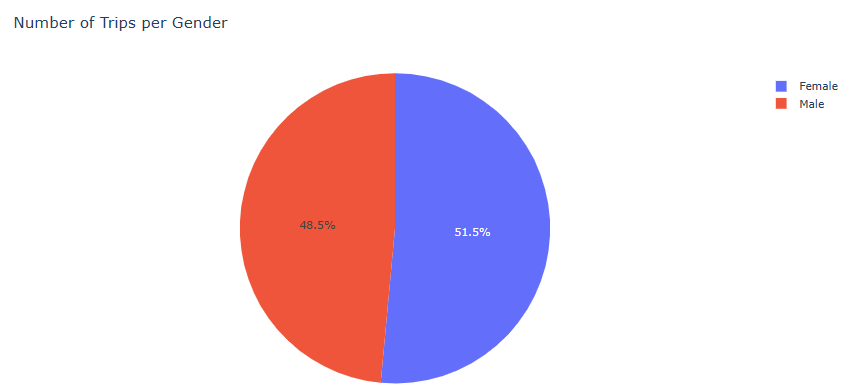 Number of Trips per Gender
Female
Male
48.5%
51.5%